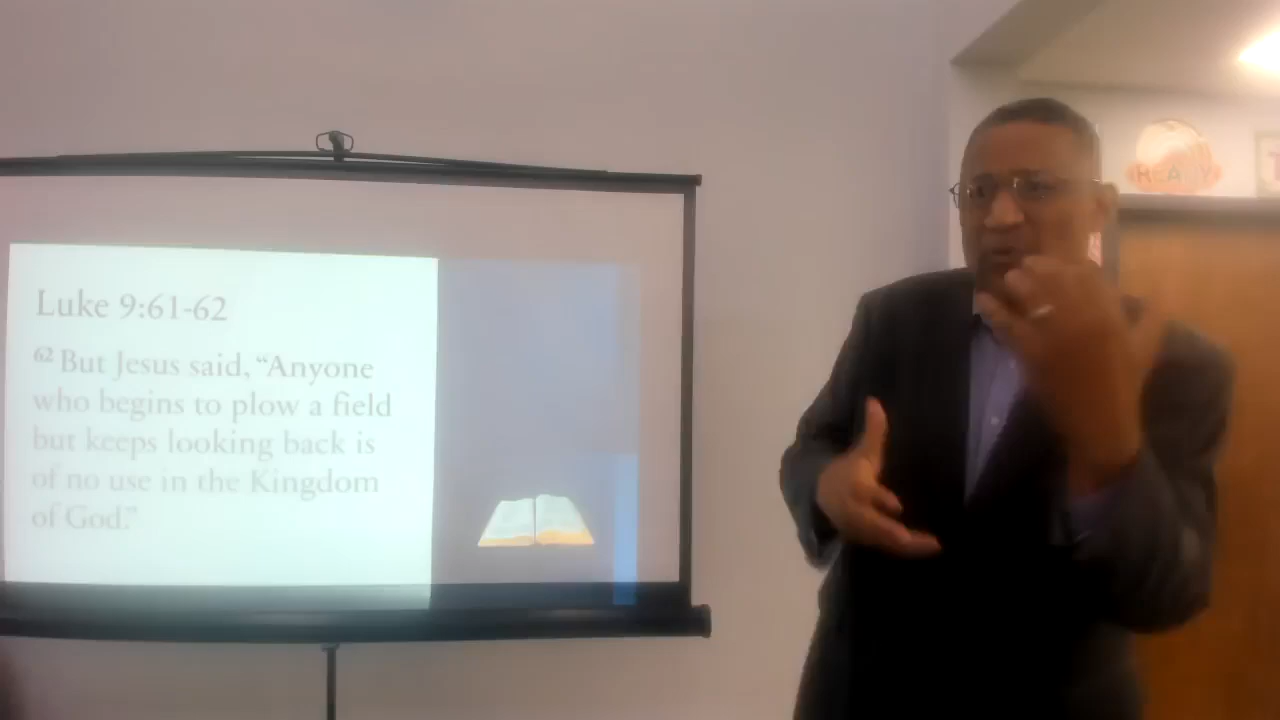 Luke 9:61-62
62 But Jesus said, “Anyone
who begins to plow a field
but keeps looking back is
of no use in the Kingdom
of God.”
READY
T